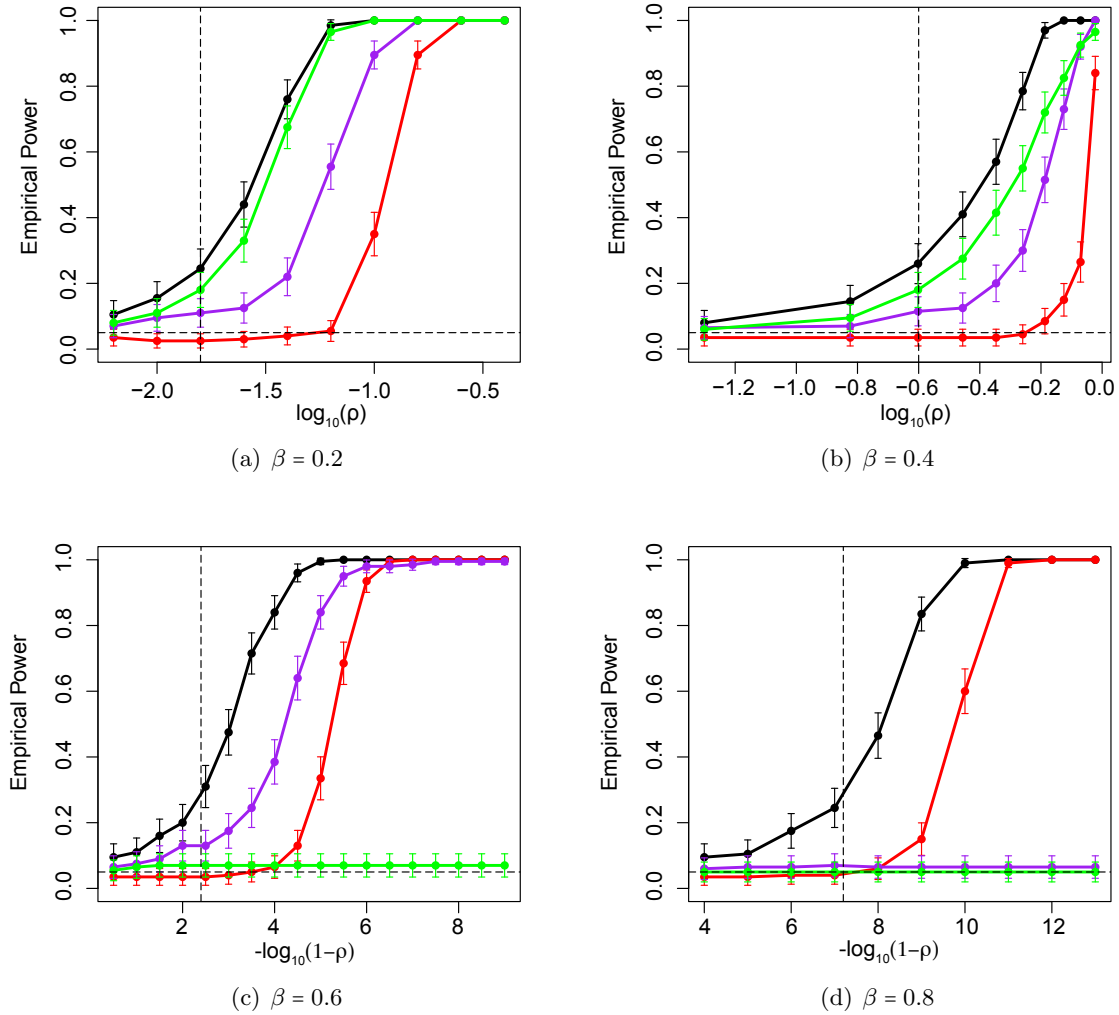 Empirical Power
0.0 0.2 0.4 0.6 0.8 1.0
−2.0 −1.5 −1.0 −0.5
log10(ρ)
(a) β = 0.2
Empirical Power
0.0 0.2 0.4 0.6 0.8 1.0
−1.2 −1.0 −0.8 −0.6 −0.4 −0.2 0.0
log10(ρ)
(b) β = 0.4
Empirical Power
0.0 0.2 0.4 0.6 0.8 1.0
2 4 6 8
-log10(1−ρ)
(c) β = 0.6
Empirical Power
0.0 0.2 0.4 0.6 0.8 1.0
4 6 8 10 12
-log10(1−ρ)
(d) β = 0.8